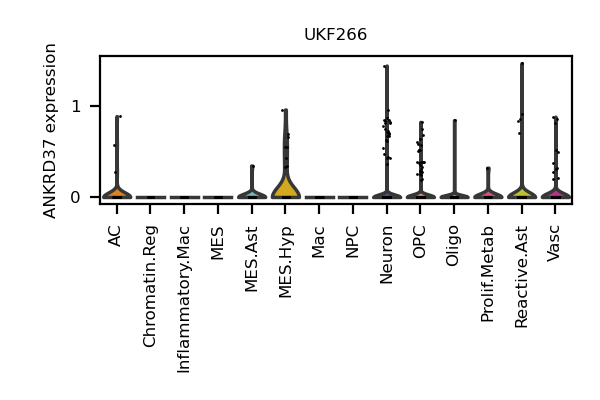 UKF266
ANKRD37 expression
1
0
AC
Chromatin.Reg
Inflammatory.Mac
MES
MES.Ast
MES.Hyp
Mac
NPC
Neuron
OPC
Oligo
Prolif.Metab
Reactive.Ast
Vasc